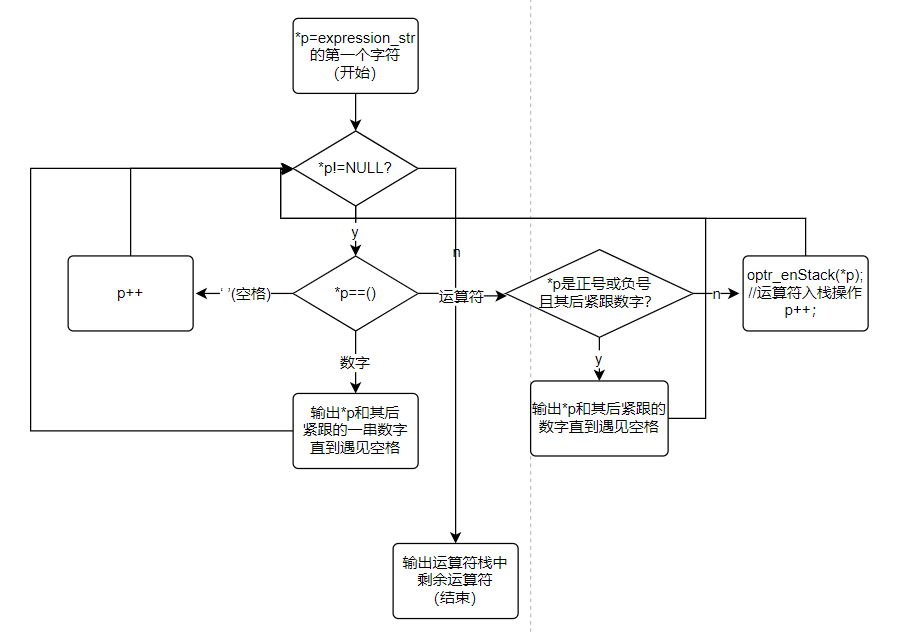 *p=expression_str
的第一个字符
(开始)
*p!=NULL?
y
n
p++
‘ ’(空格)
*p==()
运算符
*p是正号或负号
且其后紧跟数字？
n
optr_enStack(*p);
//运算符入栈操作
p++;
数字
y
输出*p和其后
紧跟的一串数字
直到遇见空格
输出*p和其后紧跟的
数字直到遇见空格
输出运算符栈中
剩余运算符
(结束)